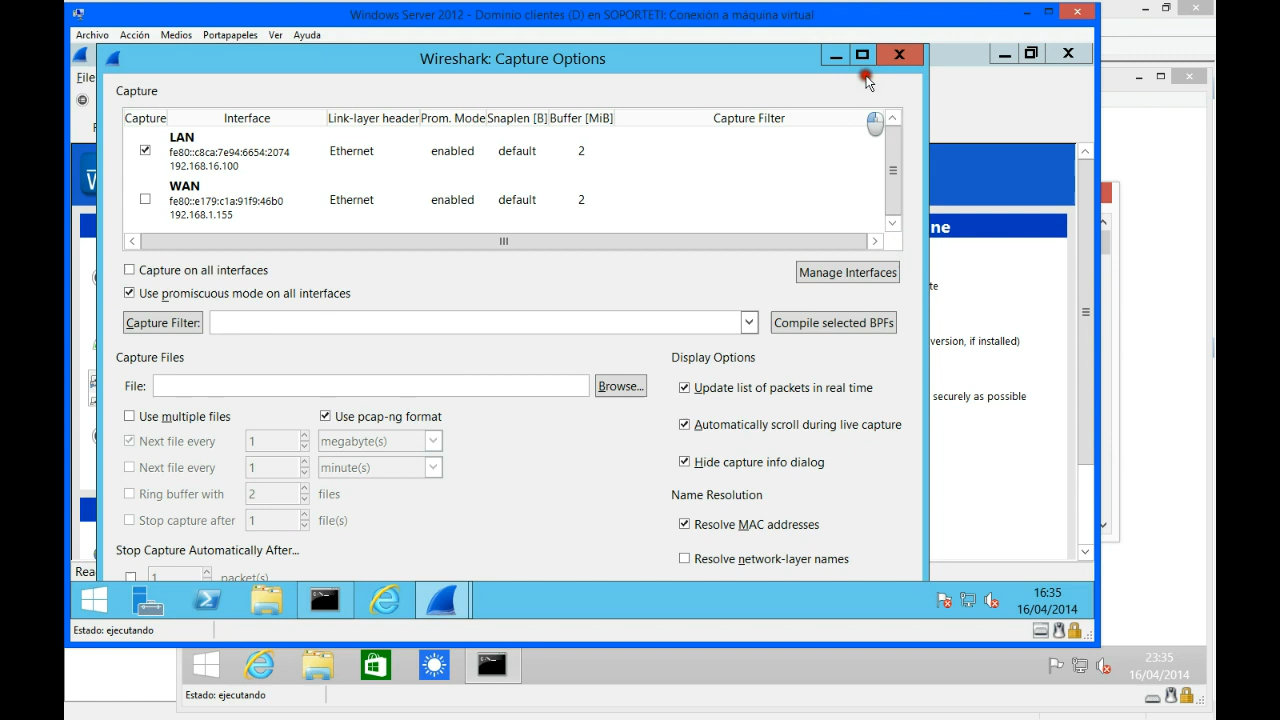 Windows Server 2012 - Dominio clientes (D) en SOPORTETI: Conexión a máquina virtual
Archivo Acción Medios Portapapeles Ver Ayuda
Wireshark: Capture Options
File
Capture
Capture Interface Link-layer header Prom. Mode Snaplen [B] Buffer [MiB] Capture Filter
LAN
fe80::c8ca:7e94:6654:2074 Ethernet enabled default 2
192.168.16.100
WAN
fe80::e179:c1a:91f9:46b0 Ethernet enabled default 2
192.168.1.155
ne
Capture on all interfaces Manage Interfaces
te
Use promiscuous mode on all interfaces
Capture Filter: Compile selected BPFs
version, if installed)
Capture Files Display Options
File: Browse... Update list of packets in real time
securely as possible
Use multiple files Use pcap-ng format
Automatically scroll during live capture
Next file every 1 megabyte(s)
Next file every 1 minute(s) Hide capture info dialog
Ring buffer with 2 files Name Resolution
Stop capture after 1 file(s) Resolve MAC addresses
Stop Capture Automatically After... Resolve network-layer names
Rea
1 packet(s)
16:35
16/04/2014
Estado: ejecutando
23:35
16/04/2014
Estado: ejecutando